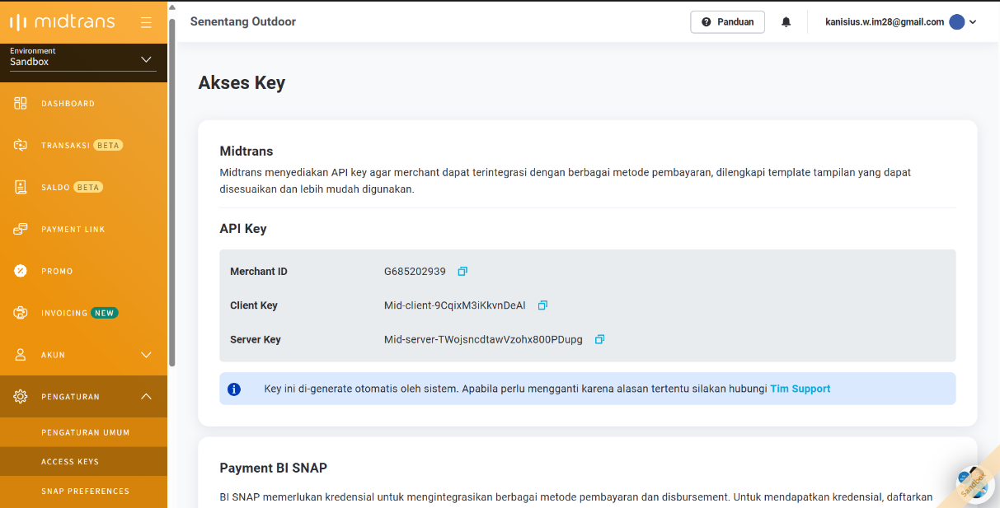 midtrans
Senentang Outdoor
Panduan
kanisius.w.im28@gmail.com
Environment
Sandbox
DASHBOARD
TRANSAKSI BETA
SALDO BETA
PAYMENT LINK
PROMO
INVOICING NEW
AKUN
PENGATURAN
PENGATURAN UMUM
ACCESS KEYS
SNAP PREFERENCES
Akses Key
Midtrans
Midtrans menyediakan API key agar merchant dapat terintegrasi dengan berbagai metode pembayaran, dilengkapi template tampilan yang dapat
disesuaikan dan lebih mudah digunakan.
API Key
Merchant ID G685202939
Client Key Mid-client-9CqixM3iKkvnDeAl
Server Key Mid-server-TWojsncdtawVzohx800PDupg
Key ini di-generate otomatis oleh sistem. Apabila perlu mengganti karena alasan tertentu silakan hubungi Tim Support
Payment BI SNAP
BI SNAP memerlukan kredensial untuk mengintegrasikan berbagai metode pembayaran dan disbursement. Untuk mendapatkan kredensial, daftarkan
Sandbox